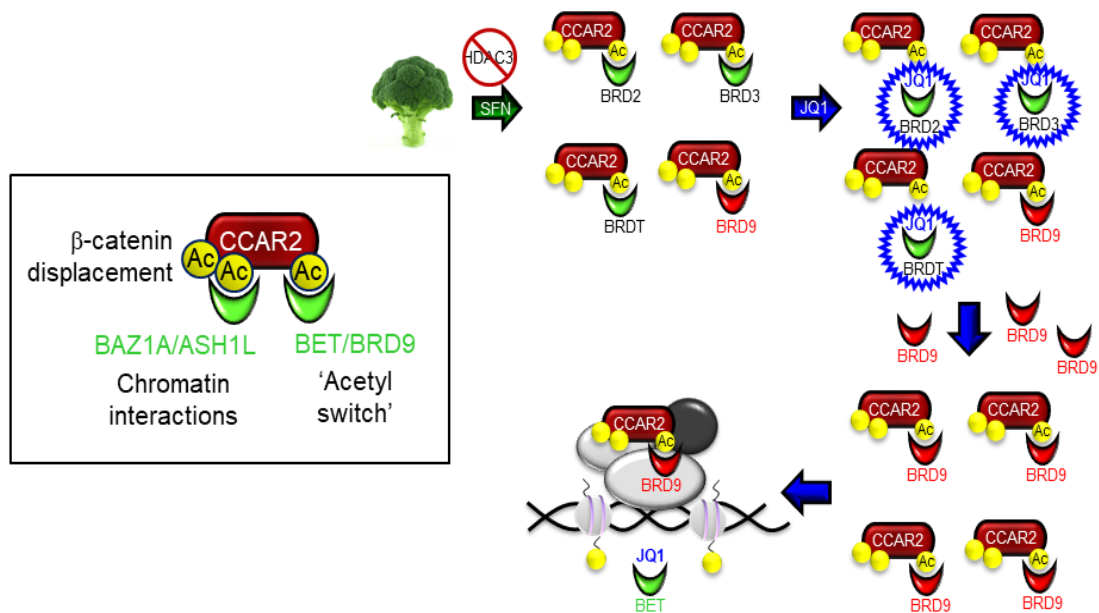 HDAC3
SFN
CCAR2
Ac
BRD2
CCAR2
Ac
BRD3
CCAR2
Ac
BRDT
CCAR2
Ac
BRD9
JQ1
CCAR2
Ac
JQ1
BRD2
CCAR2
Ac
JQ1
BRD3
CCAR2
Ac
JQ1
BRDT
CCAR2
Ac
BRD9
β-catenin
displacement
CCAR2
Ac
Ac
Ac
BAZ1A/ASH1L
Chromatin
interactions
BET/BRD9
‘Acetyl
switch’
BRD9
BRD9
BRD9
CCAR2
Ac
BRD9
CCAR2
Ac
BRD9
CCAR2
Ac
BRD9
CCAR2
Ac
BRD9
CCAR2
Ac
BRD9
JQ1
BET